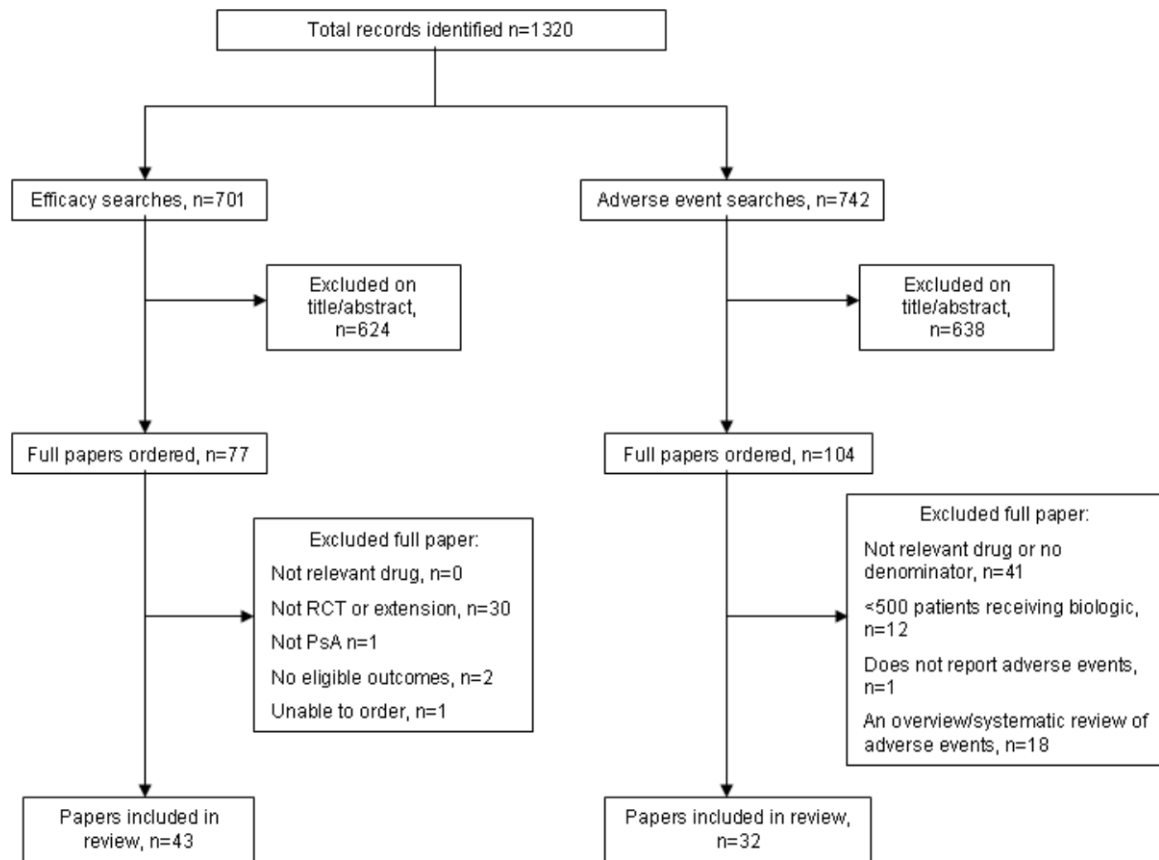 Total records identified n=1320
Efficacy searches, n=701
Adverse event searches, n=742
Excluded on
title/abstract,
n=624
Excluded on
title/abstract,
n=638
Full papers ordered, n=77
Full papers ordered, n=104
Excluded full paper:
Not relevant drug, n=0
Not RCT or extension, n=30
Not PsA n=1
No eligible outcomes, n=2
Unable to order, n=1
Excluded full paper:
Not relevant drug or no
denominator, n=41
<500 patients receiving biologic,
n=12
Does not report adverse events,
n=1
An overview/systematic review of
adverse events, n=18
Papers included in
review, n=43
Papers included in review,
n=32